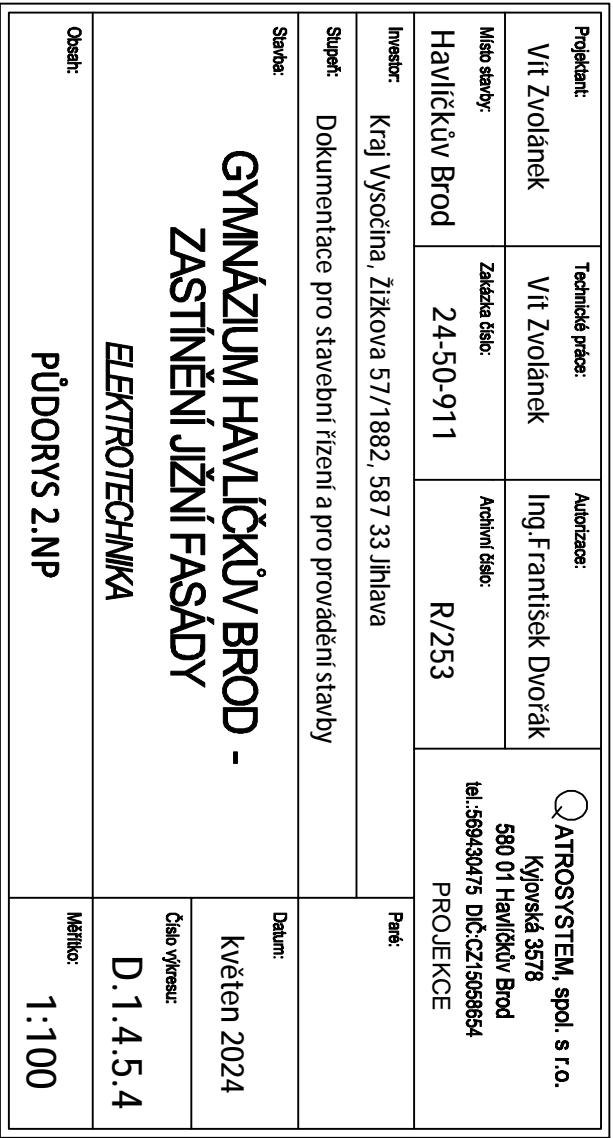 Projektant:
Vít Zvolánek
Technické práce:
Vít Zvolánek
Autorizace:
Ing.František Dvořák
QATROSYSTEM, spol. s r.o.
Kyjovská 3578
580 01 Havlíčkův Brod
tel.:569430475 DIČ:CZ15058654
PROJEKCE
Místo stavby:
Havlíčkův Brod
Zakázka číslo:
24-50-911
Archivní číslo:
R/253
Investor:
Kraj Vysočina, Žižkova 57/1882, 587 33 Jihlava
Paré:
Stupeň:
Dokumentace pro stavební řízení a pro provádění stavby
Stavba:
GYMNÁZIUM HAVLÍČKŮV BROD -
ZASTÍNĚNÍ JIŽNÍ FASÁDY
ELEKTROTECHNIKA
Datum:
květen 2024
Číslo výkresu:
D.1.4.5.4
Obsah:
PŮDORYS 2.NP
Měřítko:
1:100